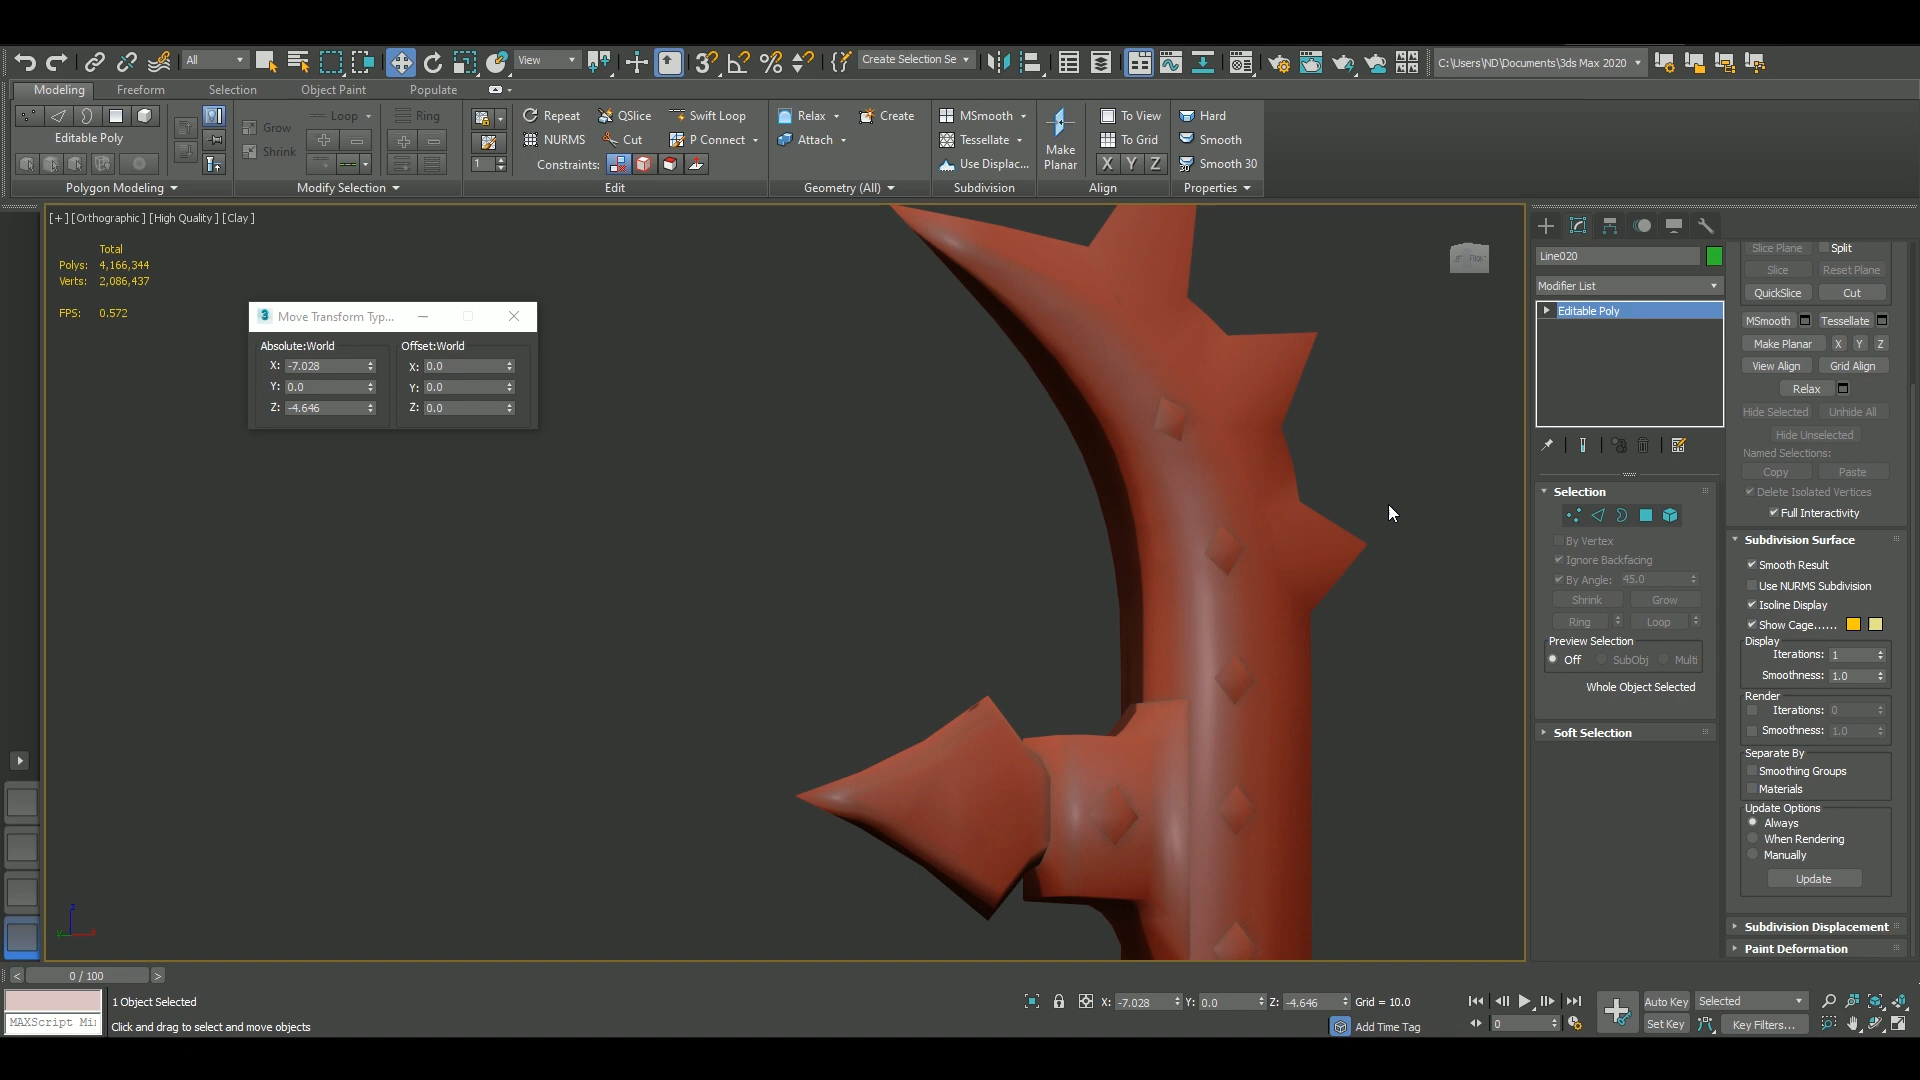 All
View
Create Selection Se
C:\Users\ND\Documents\3ds Max 2020
Modeling Freeform Selection Object Paint Populate
Editable Poly
Grow
Shrink
Loop
Ring
1
Repeat QSlice Swift Loop
NURMS Cut P Connect
Constraints:
Relax Create
Attach
MSmooth
Tessellate
Use Displac...
Make
Planar
To View
To Grid
X Y Z
Hard
Smooth
Smooth 30
Polygon Modeling Modify Selection Edit Geometry (All) Subdivision Align Properties
[+] [Orthographic] [High Quality] [Clay]
Total
Polys: 4,166,344
Verts: 2,086,437
FPS: 0.572
3 Move Transform Typ...
Absolute:World Offset:World
X: -7.028 X: 0.0
Y: 0.0 Y: 0.0
Z: -4.646 Z: 0.0
Line020
Modifier List
Editable Poly
Selection
By Vertex
Ignore Backfacing
By Angle: 45.0
Shrink Grow
Ring Loop
Preview Selection
Off SubObj Multi
Whole Object Selected
Soft Selection
Slice Plane Split
Slice Reset Plane
QuickSlice Cut
MSmooth Tessellate
Make Planar X Y Z
View Align Grid Align
Relax
Hide Selected Unhide All
Hide Unselected
Named Selections:
Copy Paste
Delete Isolated Vertices
Full Interactivity
Subdivision Surface
Smooth Result
Use NURMS Subdivision
Isoline Display
Show Cage......
Display
Iterations: 1
Smoothness: 1.0
Render
Iterations: 0
Smoothness: 1.0
Separate By
Smoothing Groups
Materials
Update Options
Always
When Rendering
Manually
Update
Subdivision Displacement
Paint Deformation
z
x
y
< 0 / 100 >
MAXScript Mi
1 Object Selected
Click and drag to select and move objects
X: -7.028 Y: 0.0 Z: -4.646 Grid = 10.0
Add Time Tag
0
Auto Key Selected
Set Key Key Filters...